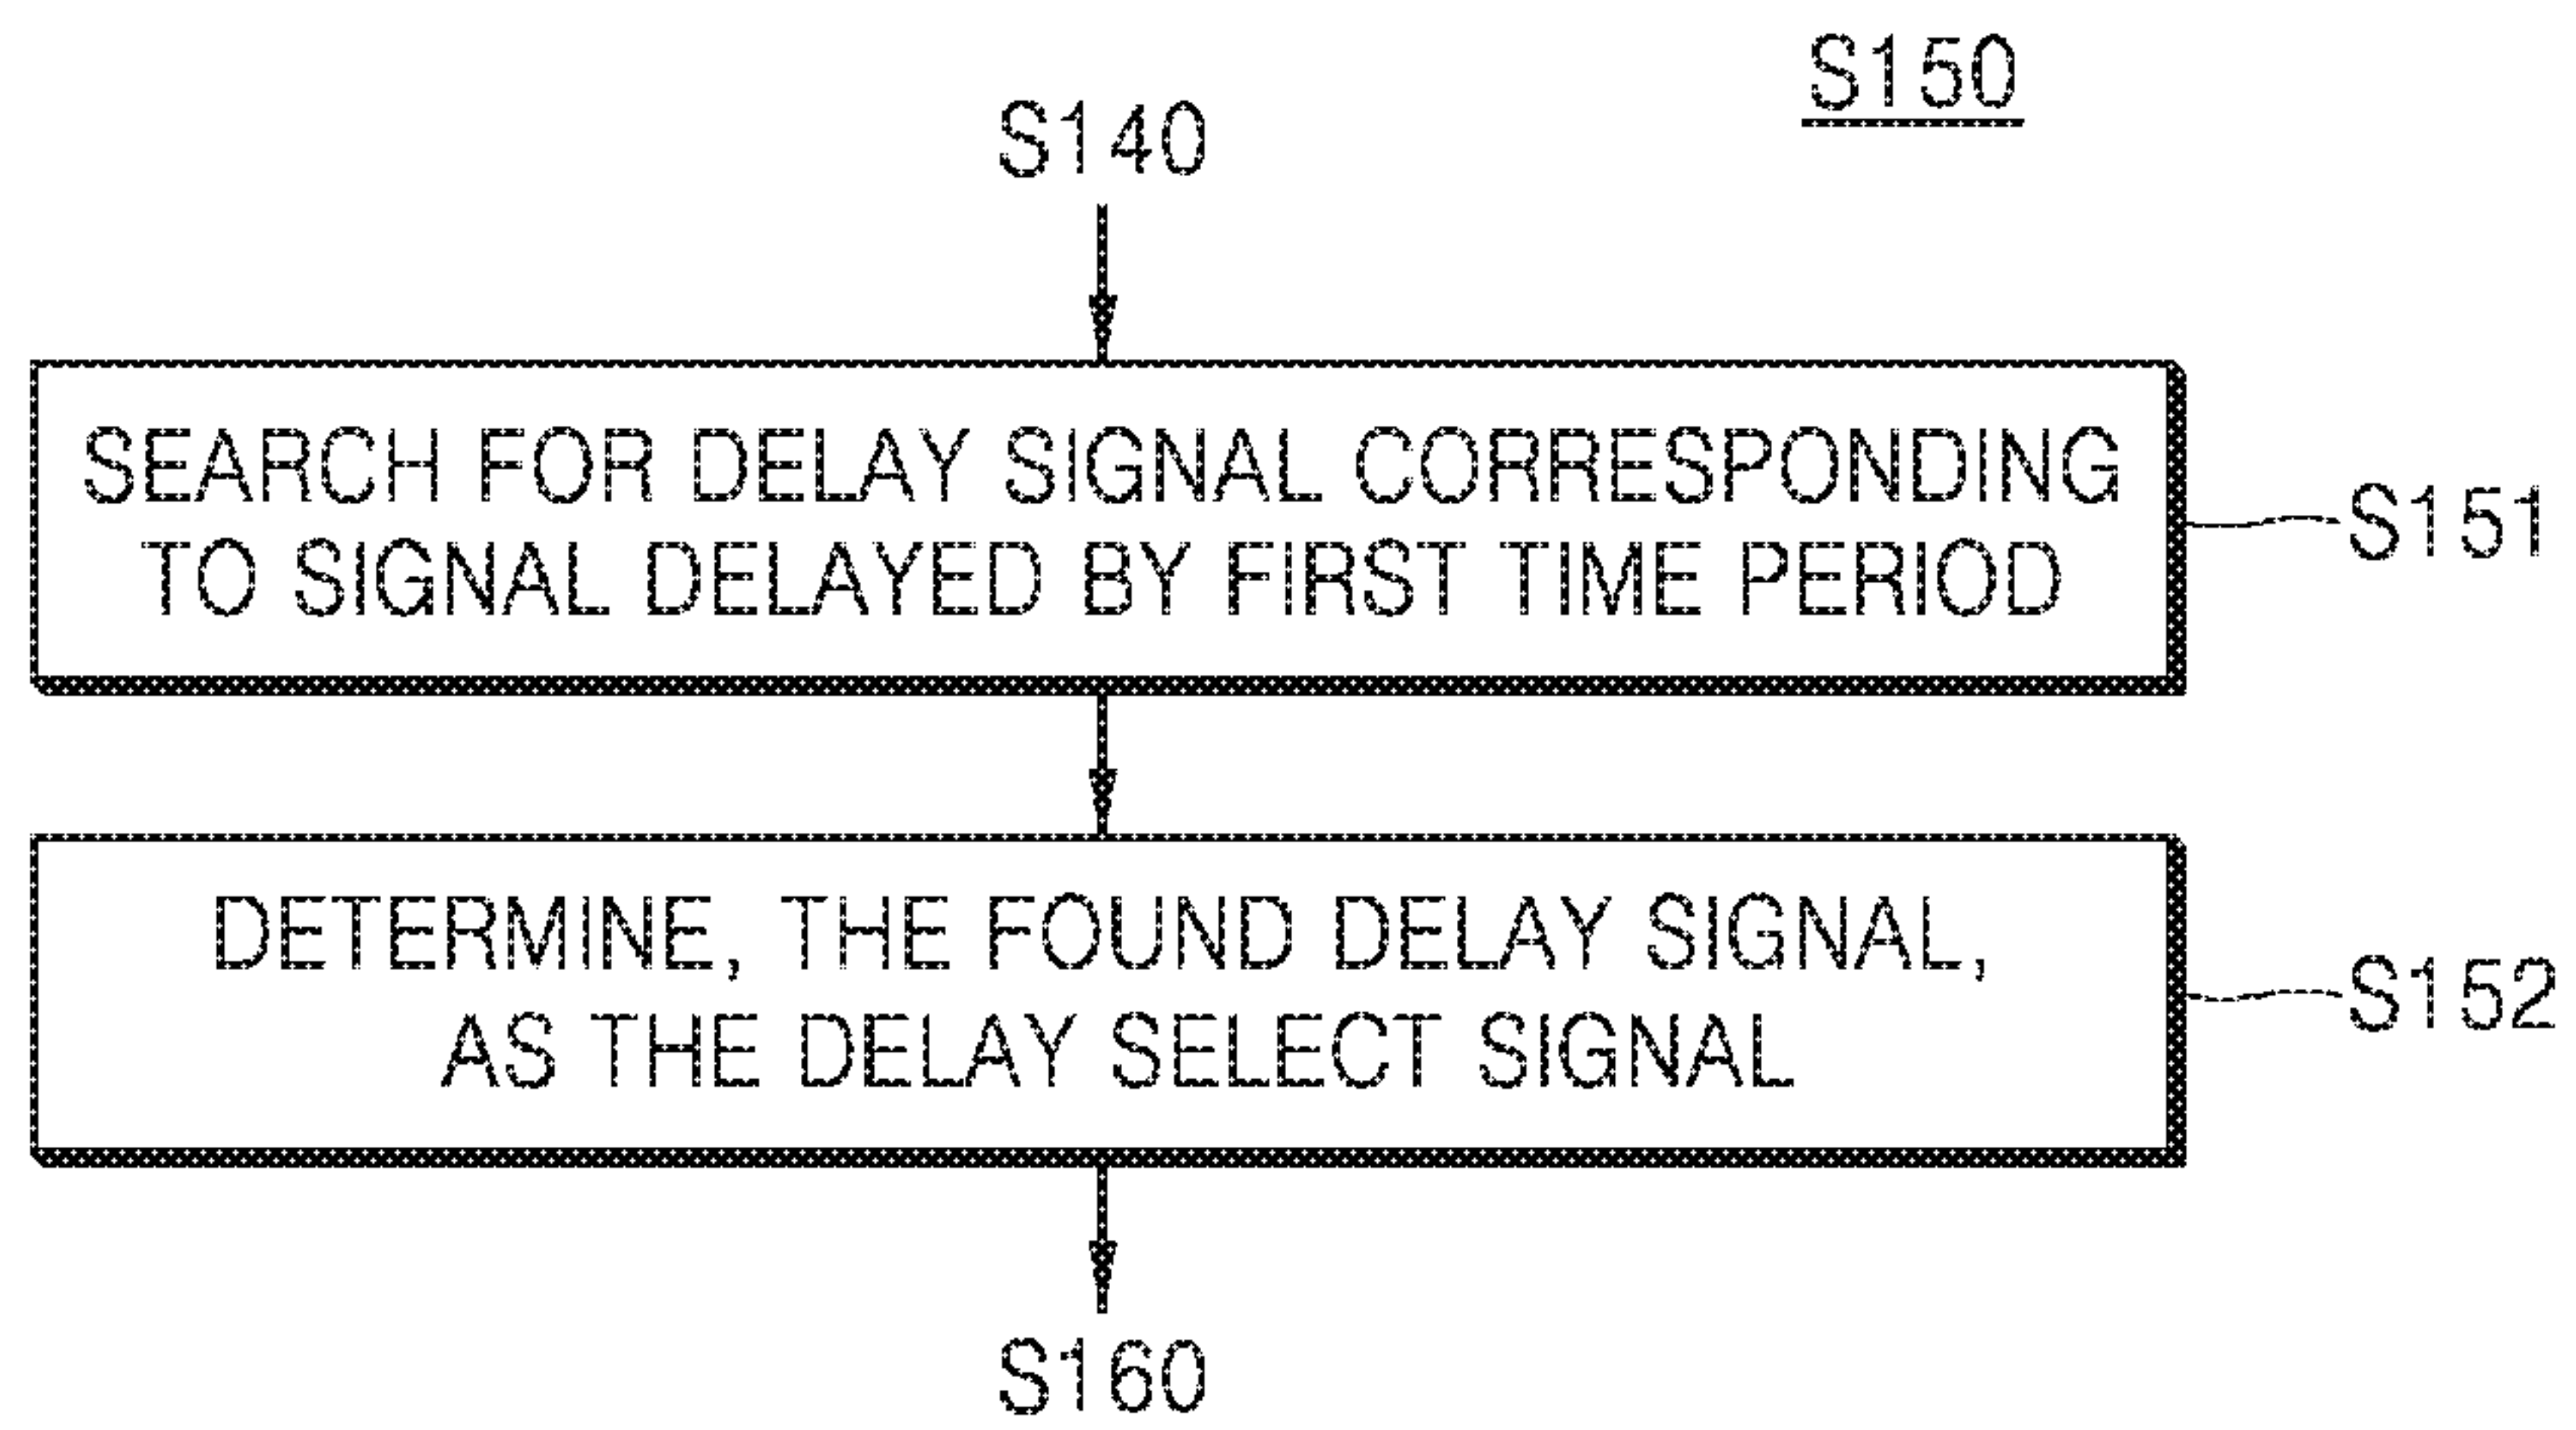 S150
S140
SEARCH FOR DELAY SIGNAL CORRESPONDING
TO SIGNAL DELAYED BY FIRST TIME PERIOD
S151
DETERMINE, THE FOUND DELAY SIGNAL,
AS THE DELAY SELECT SIGNAL
S152
S160